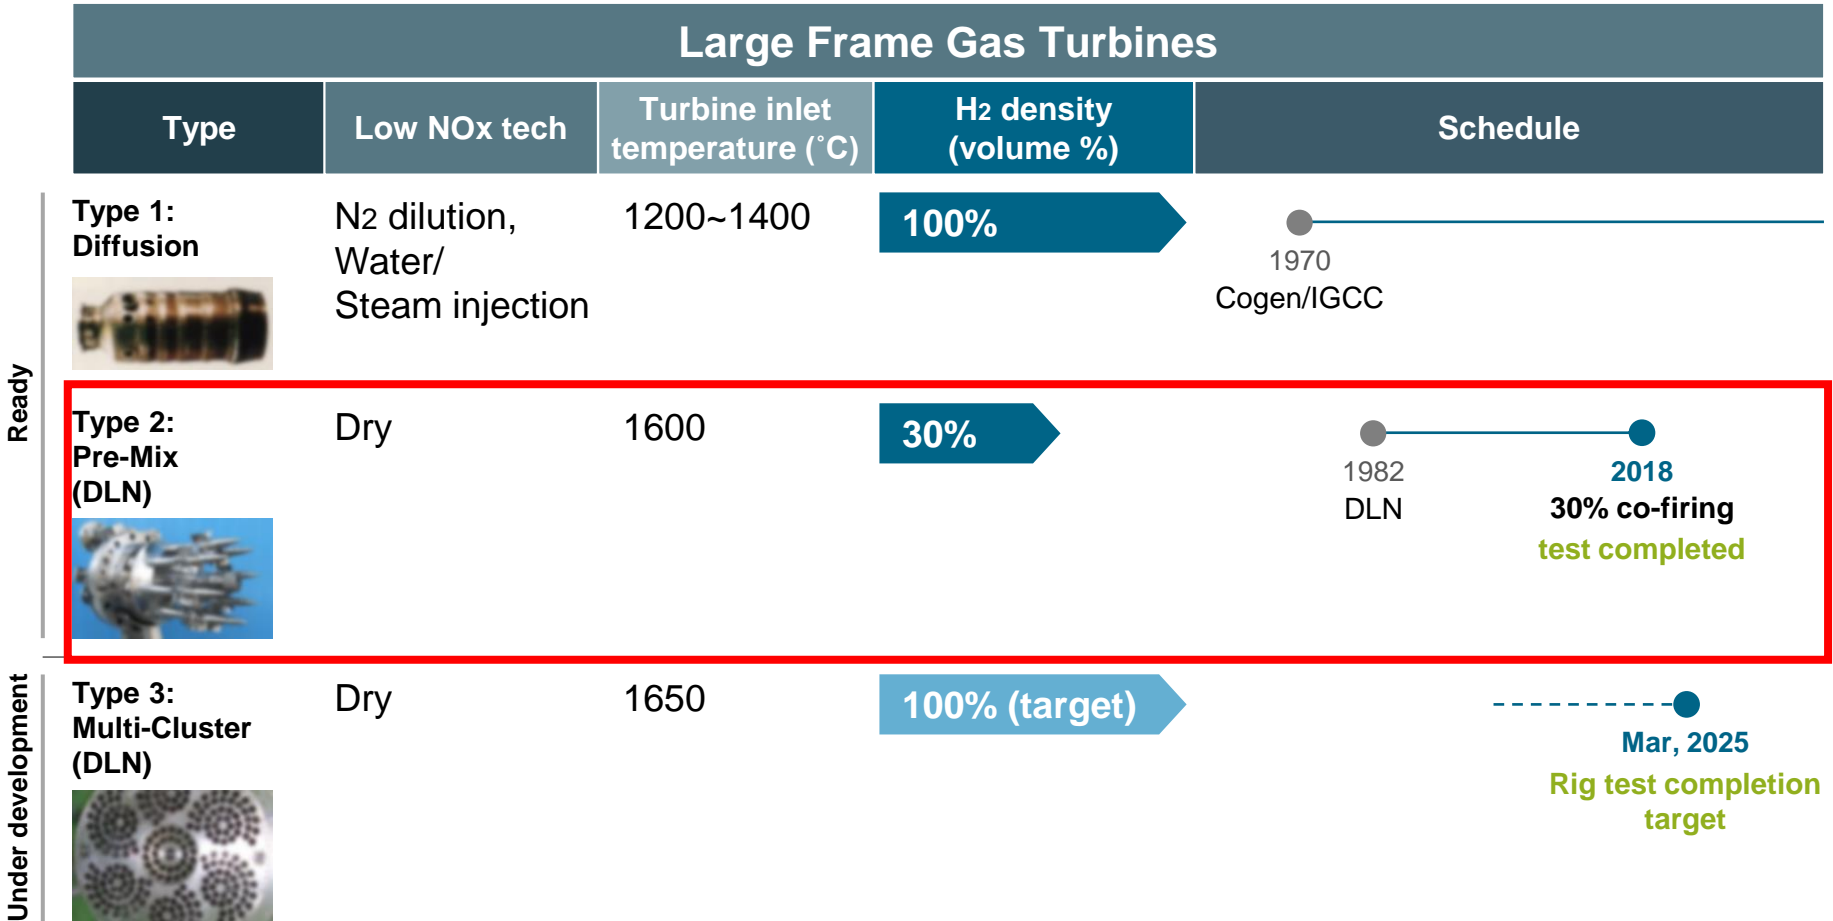 Large Frame Gas Turbines
Type
Low NOx tech
Turbine inlet
temperature (˚C)
H2 density
(volume %)
Schedule
Ready
Type 1:
Diffusion
N2 dilution,
Water/
Steam injection
1200~1400
100%
1970
Cogen/IGCC
Type 2:
Pre-Mix
(DLN)
Dry
1600
30%
1982
DLN
2018
30% co-firing
test completed
Under development
Type 3:
Multi-Cluster
(DLN)
Dry
1650
100% (target)
Mar, 2025
Rig test completion
target